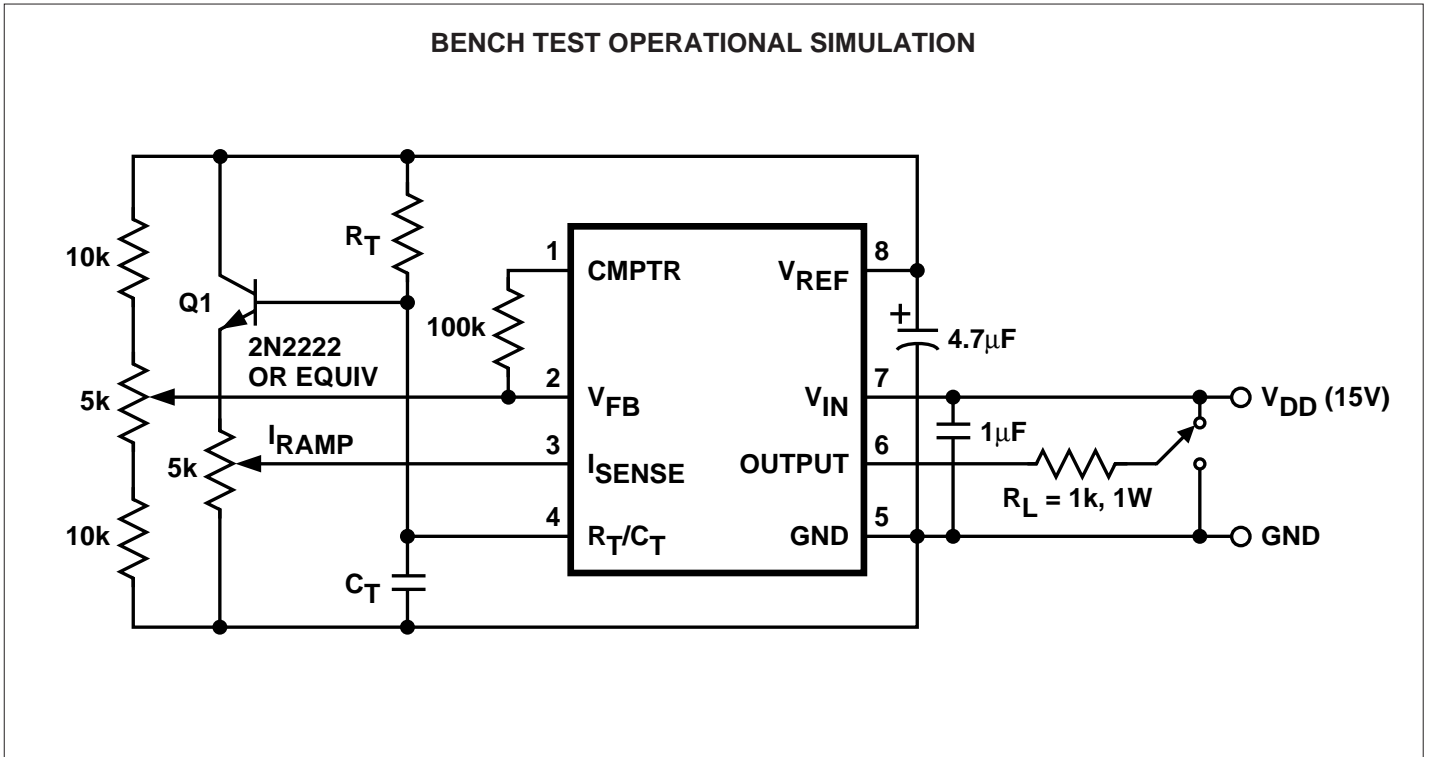 BENCH TEST OPERATIONAL SIMULATION
10k
5k
10k
Q1
2N2222
OR EQUIV
5k
IRAMP
RT
CT
100k
1
2
3
4
CMPTR
VFB
ISENSE
RT/CT
VREF
VIN
OUTPUT
GND
8
7
6
5
+
4.7µF
1µF
RL = 1k, 1W
VDD (15V)
GND